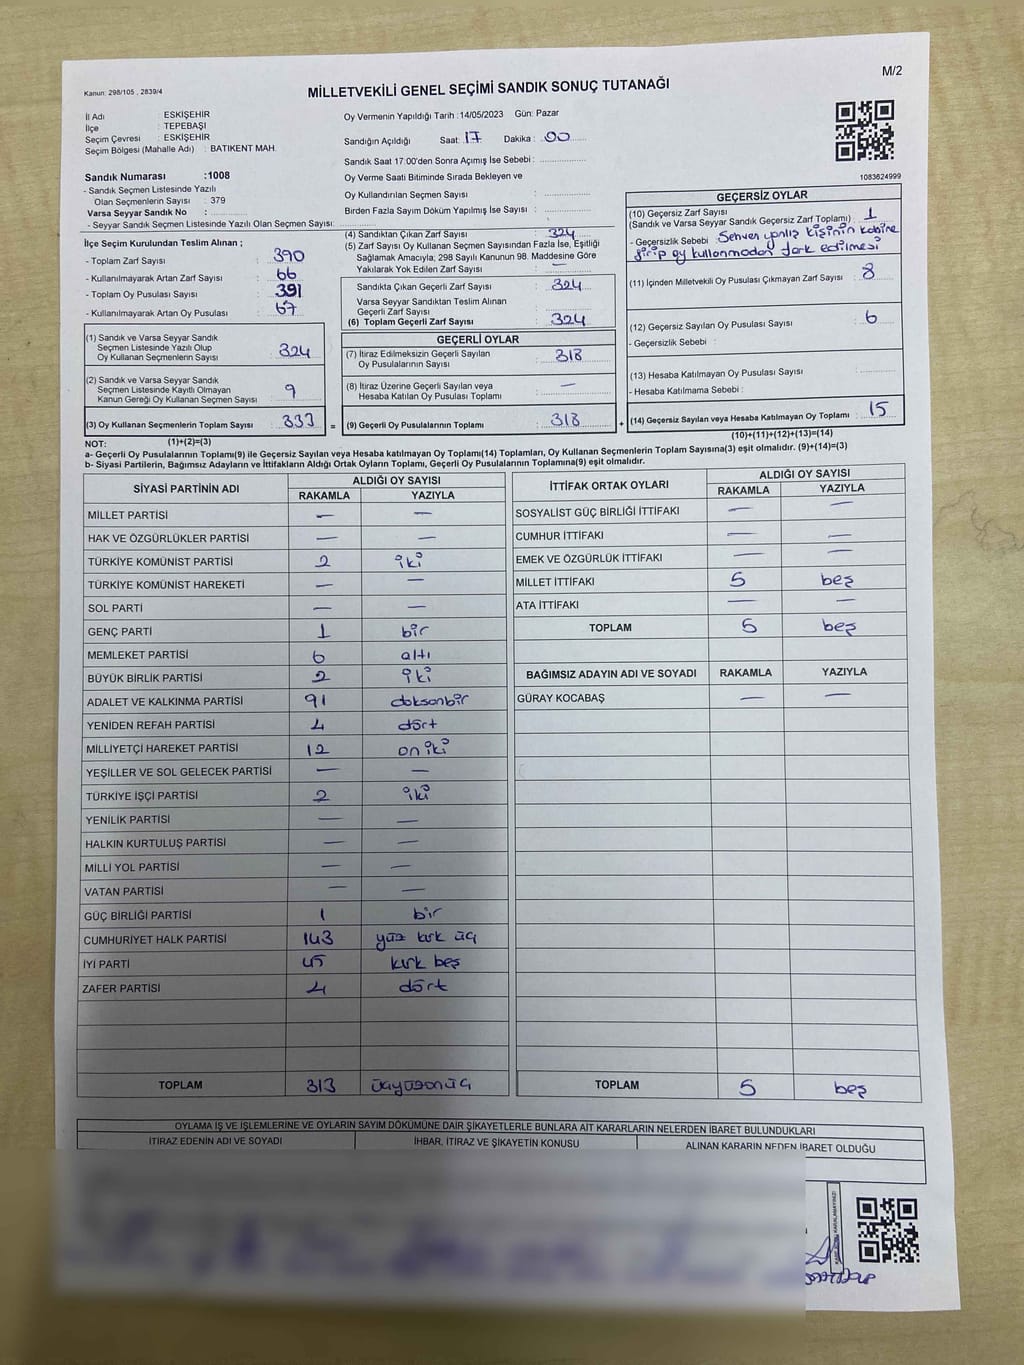 M/2
Kanun: 298/105 , 2839/4
MİLLETVEKİLİ GENEL SEÇİMİ SANDIK SONUÇ TUTANAĞI
İl Adı : ESKİŞEHİR
İlçe : TEPEBAŞI
Seçim Çevresi : ESKİŞEHİR
Seçim Bölgesi (Mahalle Adı) : BATIKENT MAH.
Sandık Numarası :1008
- Sandık Seçmen Listesinde Yazılı
Olan Seçmenlerin Sayısı : 379
Varsa Seyyar Sandık No :
- Seyyar Sandık Seçmen Listesinde Yazılı Olan Seçmen Sayısı:
Oy Vermenin Yapıldığı Tarih :14/05/2023 Gün: Pazar
Sandığın Açıldığı Saat: 17 Dakika : 00
Sandık Saat 17:00'den Sonra Açımış İse Sebebi :
Oy Verme Saati Bitiminde Sırada Bekleyen ve
Oy Kullandırılan Seçmen Sayısı :
Birden Fazla Sayım Döküm Yapılmış İse Sayısı :
1083624999
İlçe Seçim Kurulundan Teslim Alınan ;
- Toplam Zarf Sayısı : 390
- Kullanılmayarak Artan Zarf Sayısı : 66
- Toplam Oy Pusulası Sayısı : 391
- Kullanılmayarak Artan Oy Pusulası : 67
(1) Sandık ve Varsa Seyyar Sandık
Seçmen Listesinde Yazılı Olup
Oy Kullanan Seçmenlerin Sayısı : 324
(2) Sandık ve Varsa Seyyar Sandık
Seçmen Listesinde Kayıtlı Olmayan
Kanun Gereği Oy Kullanan Seçmen Sayısı : 9
(3) Oy Kullanan Seçmenlerin Toplam Sayısı : 333 =
(4) Sandıktan Çıkan Zarf Sayısı : 324
(5) Zarf Sayısı Oy Kullanan Seçmen Sayısından Fazla İse, Eşitliği
Sağlamak Amacıyla; 298 Sayılı Kanunun 98. Maddesine Göre
Yakılarak Yok Edilen Zarf Sayısı : —
Sandıkta Çıkan Geçerli Zarf Sayısı : 324
Varsa Seyyar Sandıktan Teslim Alınan
Geçerli Zarf Sayısı :
(6) Toplam Geçerli Zarf Sayısı : 324
GEÇERLİ OYLAR
(7) İtiraz Edilmeksizin Geçerli Sayılan
Oy Pusulalarının Sayısı : 318
(8) İtiraz Üzerine Geçerli Sayılan veya
Hesaba Katılan Oy Pusulası Toplamı : —
(9) Geçerli Oy Pusulalarının Toplamı : 318 +
GEÇERSİZ OYLAR
(10) Geçersiz Zarf Sayısı
(Sandık ve Varsa Seyyar Sandık Geçersiz Zarf Toplamı) : 1
- Geçersizlik Sebebi : Sehven yanlış kişinin kabine
girip oy kullanmadan fark edilmesi
(11) İçinden Milletvekili Oy Pusulası Çıkmayan Zarf Sayısı : 8
(12) Geçersiz Sayılan Oy Pusulası Sayısı : 6
- Geçersizlik Sebebi :
(13) Hesaba Katılmayan Oy Pusulası Sayısı :
- Hesaba Katılmama Sebebi :
(14) Geçersiz Sayılan veya Hesaba Katılmayan Oy Toplamı : 15
NOT: (1)+(2)=(3) (10)+(11)+(12)+(13)=(14)
a- Geçerli Oy Pusulalarının Toplamı(9) ile Geçersiz Sayılan veya Hesaba katılmayan Oy Toplamı(14) Toplamları, Oy Kullanan Seçmenlerin Toplam Sayısına(3) eşit olmalıdır. (9)+(14)=(3)
b- Siyasi Partilerin, Bağımsız Adayların ve İttifakların Aldığı Ortak Oyların Toplamı, Geçerli Oy Pusulalarının Toplamına(9) eşit olmalıdır.
SİYASİ PARTİNİN ADI ALDIĞI OY SAYISI
RAKAMLA YAZIYLA
MİLLET PARTİSİ — —
HAK VE ÖZGÜRLÜKLER PARTİSİ — —
TÜRKİYE KOMÜNİST PARTİSİ 2 iki
TÜRKİYE KOMÜNİST HAREKETİ — —
SOL PARTİ — —
GENÇ PARTİ 1 bir
MEMLEKET PARTİSİ 6 altı
BÜYÜK BİRLİK PARTİSİ 2 iki
ADALET VE KALKINMA PARTİSİ 91 doksanbir
YENİDEN REFAH PARTİSİ 4 dört
MİLLİYETÇİ HAREKET PARTİSİ 12 on iki
YEŞİLLER VE SOL GELECEK PARTİSİ — —
TÜRKİYE İŞÇİ PARTİSİ 2 iki
YENİLİK PARTİSİ — —
HALKIN KURTULUŞ PARTİSİ — —
MİLLİ YOL PARTİSİ — —
VATAN PARTİSİ — —
GÜÇ BİRLİĞİ PARTİSİ 1 bir
CUMHURİYET HALK PARTİSİ 143 yüz kırk üç
İYİ PARTİ 45 kırk beş
ZAFER PARTİSİ 4 dört
TOPLAM 313 üçyüzonüç
İTTİFAK ORTAK OYLARI ALDIĞI OY SAYISI
RAKAMLA YAZIYLA
SOSYALİST GÜÇ BİRLİĞİ İTTİFAKI — —
CUMHUR İTTİFAKI — —
EMEK VE ÖZGÜRLÜK İTTİFAKI — —
MİLLET İTTİFAKI 5 beş
ATA İTTİFAKI — —
TOPLAM 5 beş
BAĞIMSIZ ADAYIN ADI VE SOYADI RAKAMLA YAZIYLA
GÜRAY KOCABAŞ — —
TOPLAM 5 beş
OYLAMA İŞ VE İŞLEMLERİNE VE OYLARIN SAYIM DÖKÜMÜNE DAİR ŞİKAYETLERLE BUNLARA AİT KARARLARIN NELERDEN İBARET BULUNDUKLARI
İTİRAZ EDENİN ADI VE SOYADI İHBAR, İTİRAZ VE ŞİKAYETİN KONUSU ALINAN KARARIN NEDEN İBARET OLDUĞU